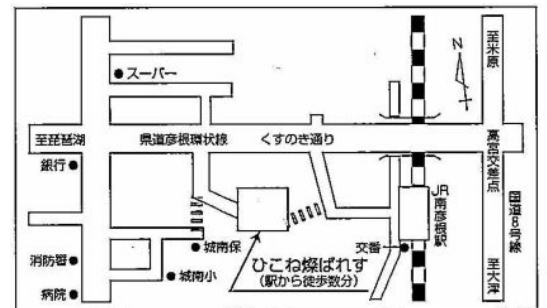 N
至米原
スーパー
至琵琶湖
県道彦根環状線
くすのき通り
高宮交差点
銀行
JR南彦根駅
国道8号線
城南保
交番
消防署
ひこね燦ぱれす
(駅から徒歩数分)
城南小
至大津
病院